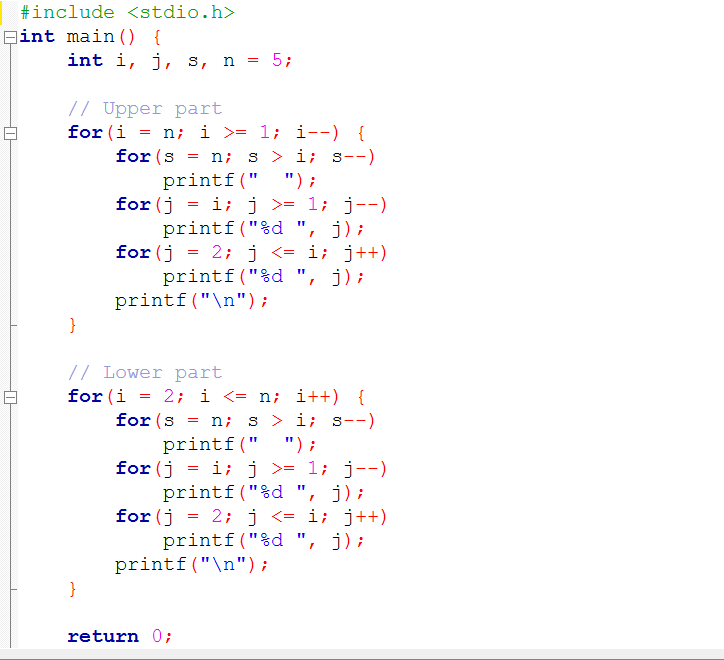 #include <stdio.h>
int main() {
    int i, j, s, n = 5;

    // Upper part
    for(i = n; i >= 1; i--) {
        for(s = n; s > i; s--)
            printf("  ");
        for(j = i; j >= 1; j--)
            printf("%d ", j);
        for(j = 2; j <= i; j++)
            printf("%d ", j);
        printf("\n");
    }

    // Lower part
    for(i = 2; i <= n; i++) {
        for(s = n; s > i; s--)
            printf("  ");
        for(j = i; j >= 1; j--)
            printf("%d ", j);
        for(j = 2; j <= i; j++)
            printf("%d ", j);
        printf("\n");
    }

    return 0;